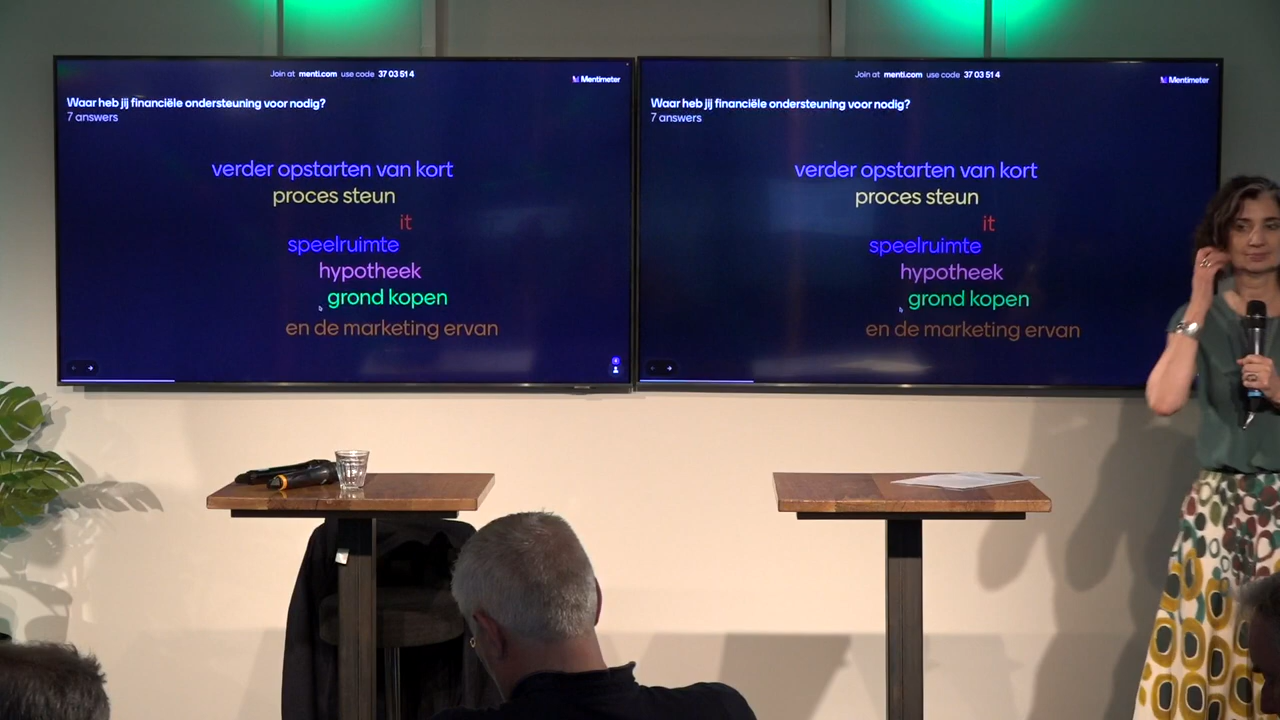 Join at menti.com use code 37 03 51 4
Mentimeter
Waar heb jij financiële ondersteuning voor nodig?
7 answers
verder opstarten van kort
proces steun
it
speelruimte
hypotheek
grond kopen
en de marketing ervan
Join at menti.com use code 37 03 51 4
Mentimeter
Waar heb jij financiële ondersteuning voor nodig?
7 answers
verder opstarten van kort
proces steun
it
speelruimte
hypotheek
grond kopen
en de marketing ervan